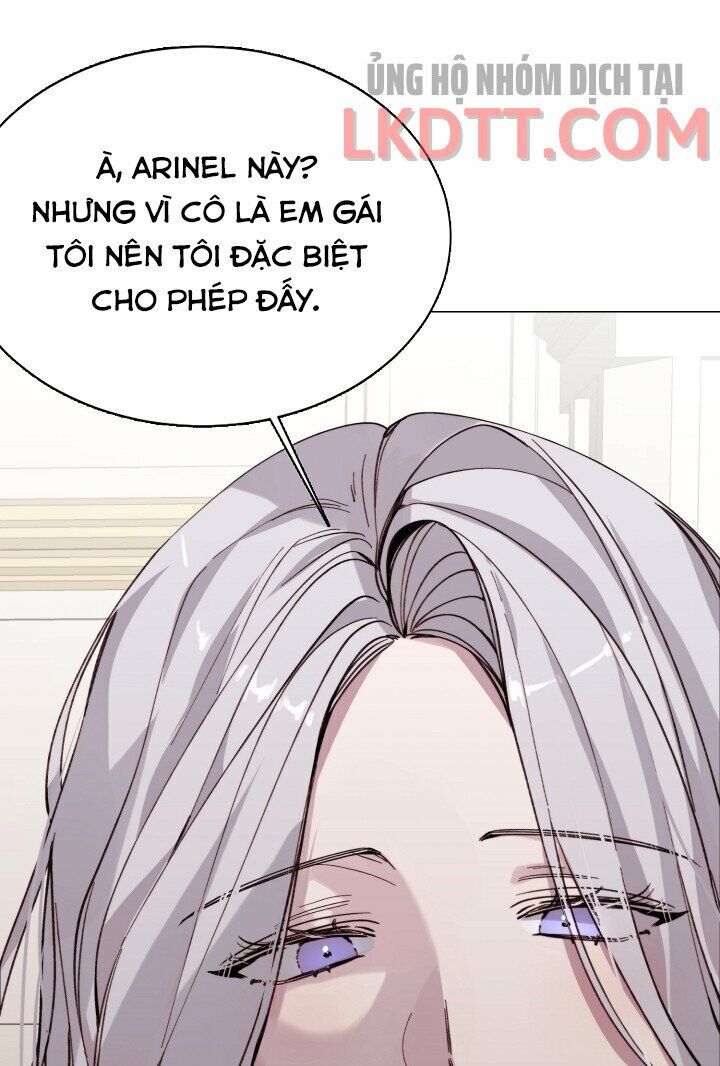 ỦNG HỘ NHÓM DỊCH TẠI
LKDTT.COM
À, ARINEL NÀY?
NHƯNG VÌ CÔ LÀ EM GÁI
TÔI NÊN TÔI ĐẶC BIỆT
CHO PHÉP ĐẤY.